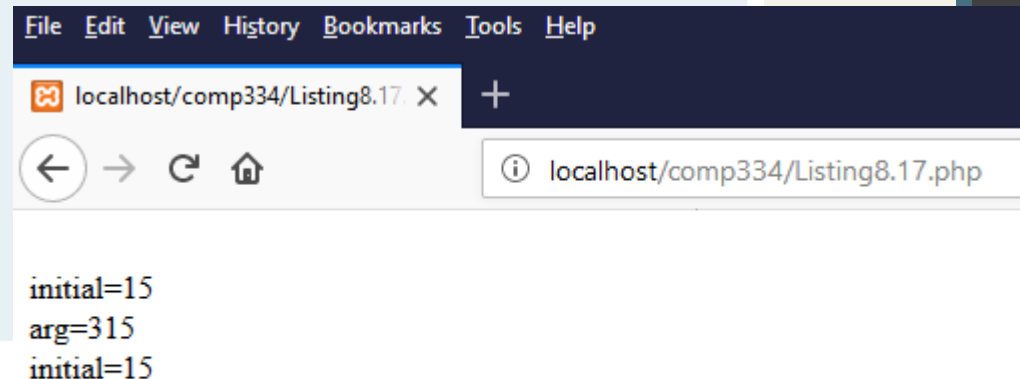 File Edit View History Bookmarks Tools Help
localhost/comp334/Listing8.17.
localhost/comp334/Listing8.17.php
initial=15
arg=315
initial=15